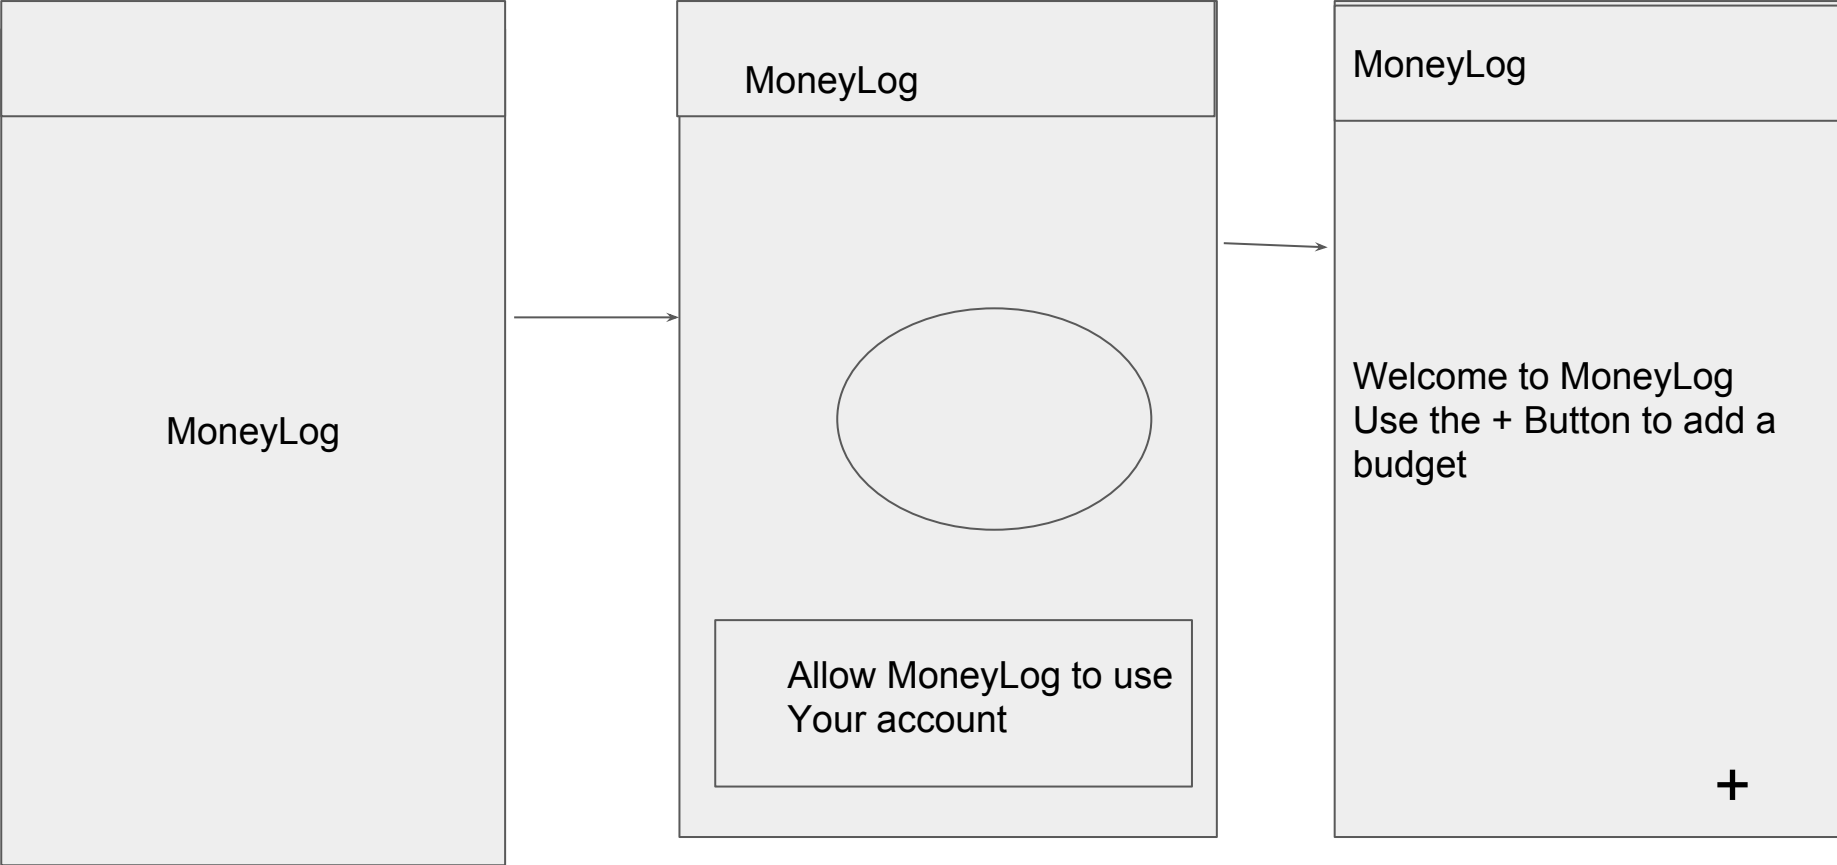 MoneyLog
MoneyLog
Allow MoneyLog to use
Your account
MoneyLog
Welcome to MoneyLog
Use the + Button to add a
budget
+